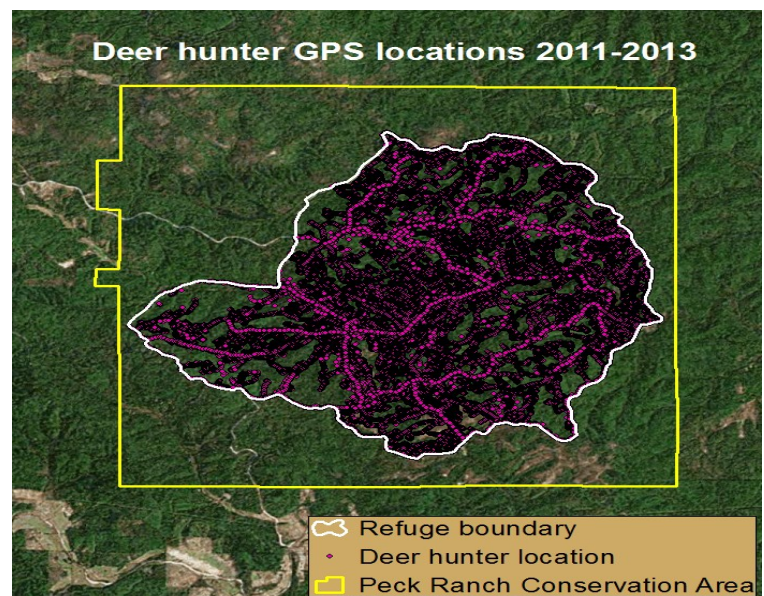 Deer hunter GPS locations 2011-2013
Refuge boundary
Deer hunter location
Peck Ranch Conservation Area